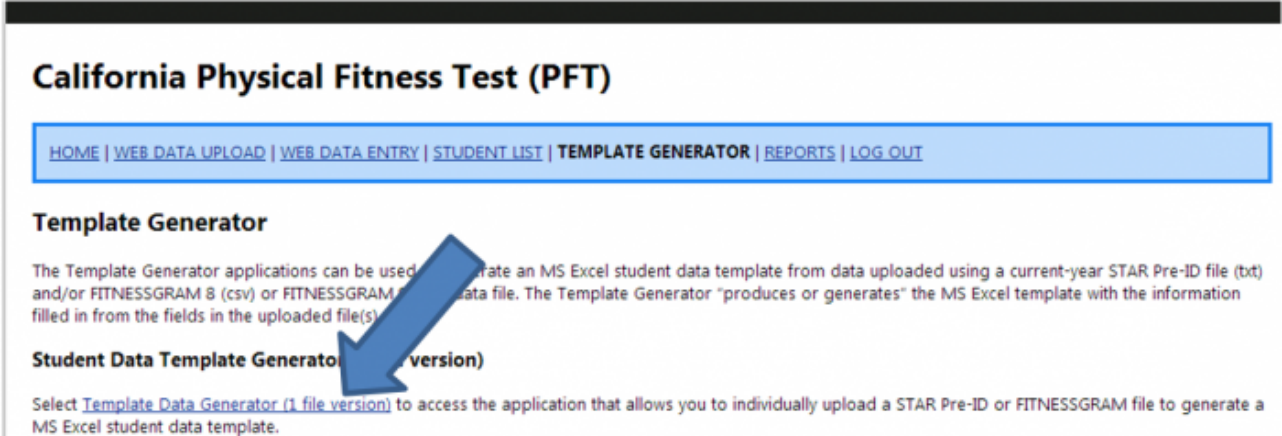 California Physical Fitness Test (PFT)
HOME | WEB DATA UPLOAD | WEB DATA ENTRY | STUDENT LIST | TEMPLATE GENERATOR | REPORTS | LOG OUT
Template Generator
The Template Generator applications can be used an MS Excel student data template from data uploaded using a current-year STAR Pre-ID file (txt)
and/or FITNESSGRAM 8 (csv) or FITNESSGRAM file. The Template Generator "produces or generates" the MS Excel template with the information
filled in from the fields in the uploaded file(s)
Student Data Template Generator version)
Select Template Data Generator (1 file version) to access the application that allows you to individually upload a STAR Pre-ID or FITNESSGRAM file to generate a
MS Excel student data template.